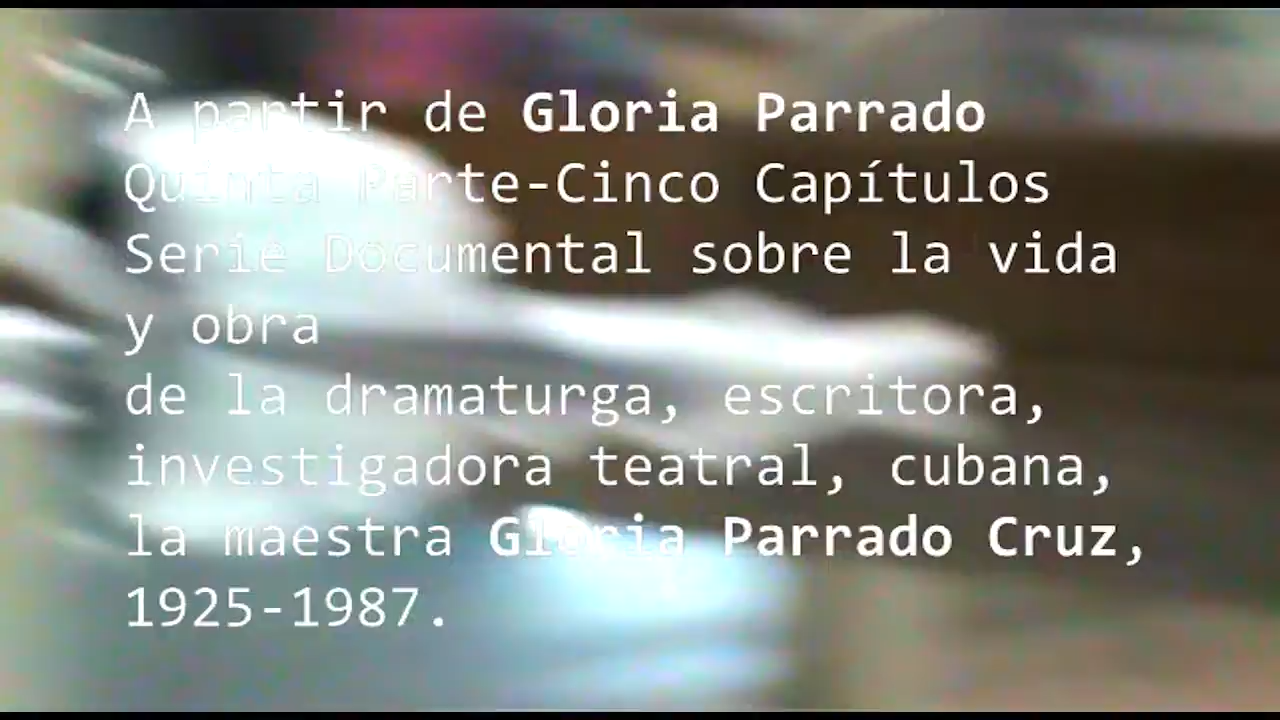 A partir de Gloria Parrado
Quinta Parte-Cinco Capítulos
Serie Documental sobre la vida
y obra
de la dramaturga, escritora,
investigadora teatral, cubana,
la maestra Gloria Parrado Cruz,
1925-1987.